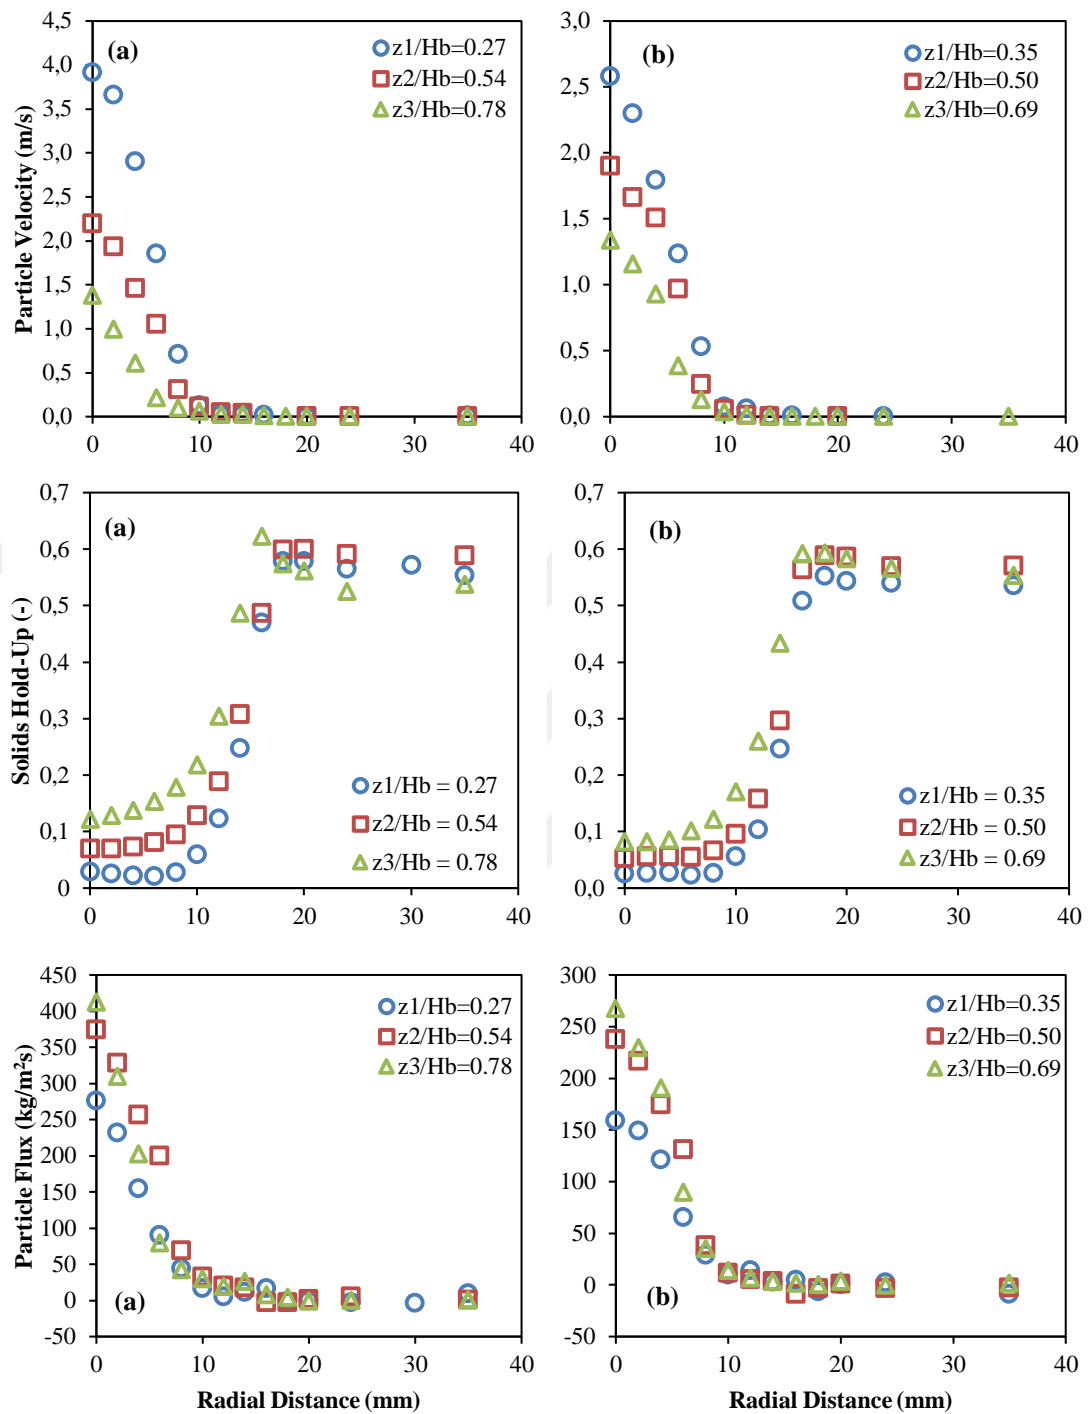 4,5
4,0
3,5
3,0
2,5
2,0
1,5
1,0
0,5
0,0
Particle Velocity (m/s)
(a)
z1/Hb=0.27
z2/Hb=0.54
z3/Hb=0.78
0 10 20 30 40
3,0
2,5
2,0
1,5
1,0
0,5
0,0
(b)
z1/Hb=0.35
z2/Hb=0.50
z3/Hb=0.69
0 10 20 30 40
0,7
0,6
0,5
0,4
0,3
0,2
0,1
0
Solids Hold-Up (-)
(a)
z1/Hb = 0.27
z2/Hb = 0.54
z3/Hb = 0.78
0 10 20 30 40
0,7
0,6
0,5
0,4
0,3
0,2
0,1
0,0
(b)
z1/Hb = 0.35
z2/Hb = 0.50
z3/Hb = 0.69
0 10 20 30 40
450
400
350
300
250
200
150
100
50
0
-50
Particle Flux (kg/m²s)
z1/Hb=0.27
z2/Hb=0.54
z3/Hb=0.78
(a)
0 10 20 30 40
Radial Distance (mm)
300
250
200
150
100
50
0
-50
z1/Hb=0.35
z2/Hb=0.50
z3/Hb=0.69
(b)
0 10 20 30 40
Radial Distance (mm)